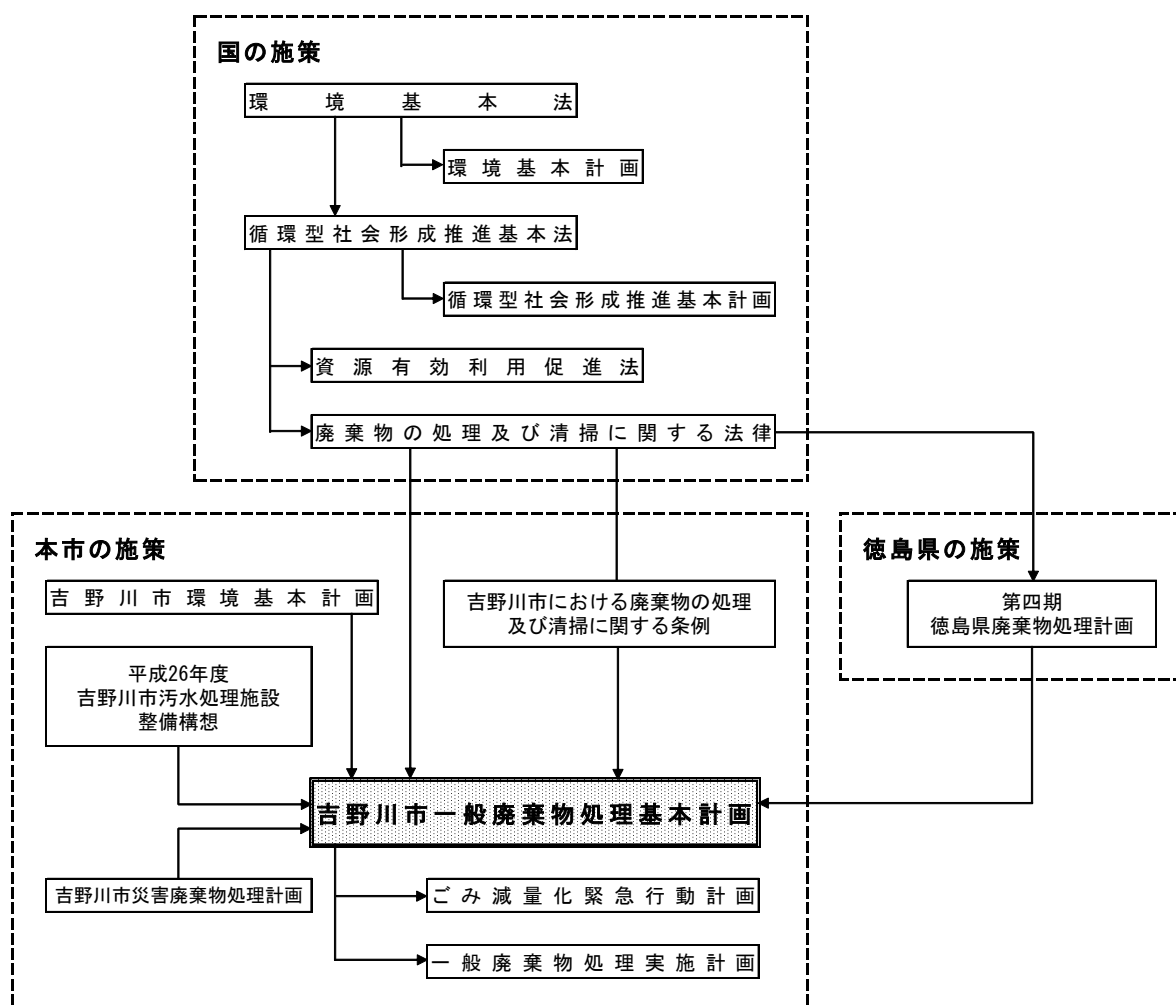 国の施策
環境基本法
環境基本計画
循環型社会形成推進基本法
循環型社会形成推進基本計画
資源有効利用促進法
廃棄物の処理及び清掃に関する法律
本市の施策
吉野川市環境基本計画
平成26年度
吉野川市汚水処理施設
整備構想
吉野川市における廃棄物の処理
及び清掃に関する条例
徳島県の施策
第四期
徳島県廃棄物処理計画
吉野川市一般廃棄物処理基本計画
吉野川市災害廃棄物処理計画
ごみ減量化緊急行動計画
一般廃棄物処理実施計画